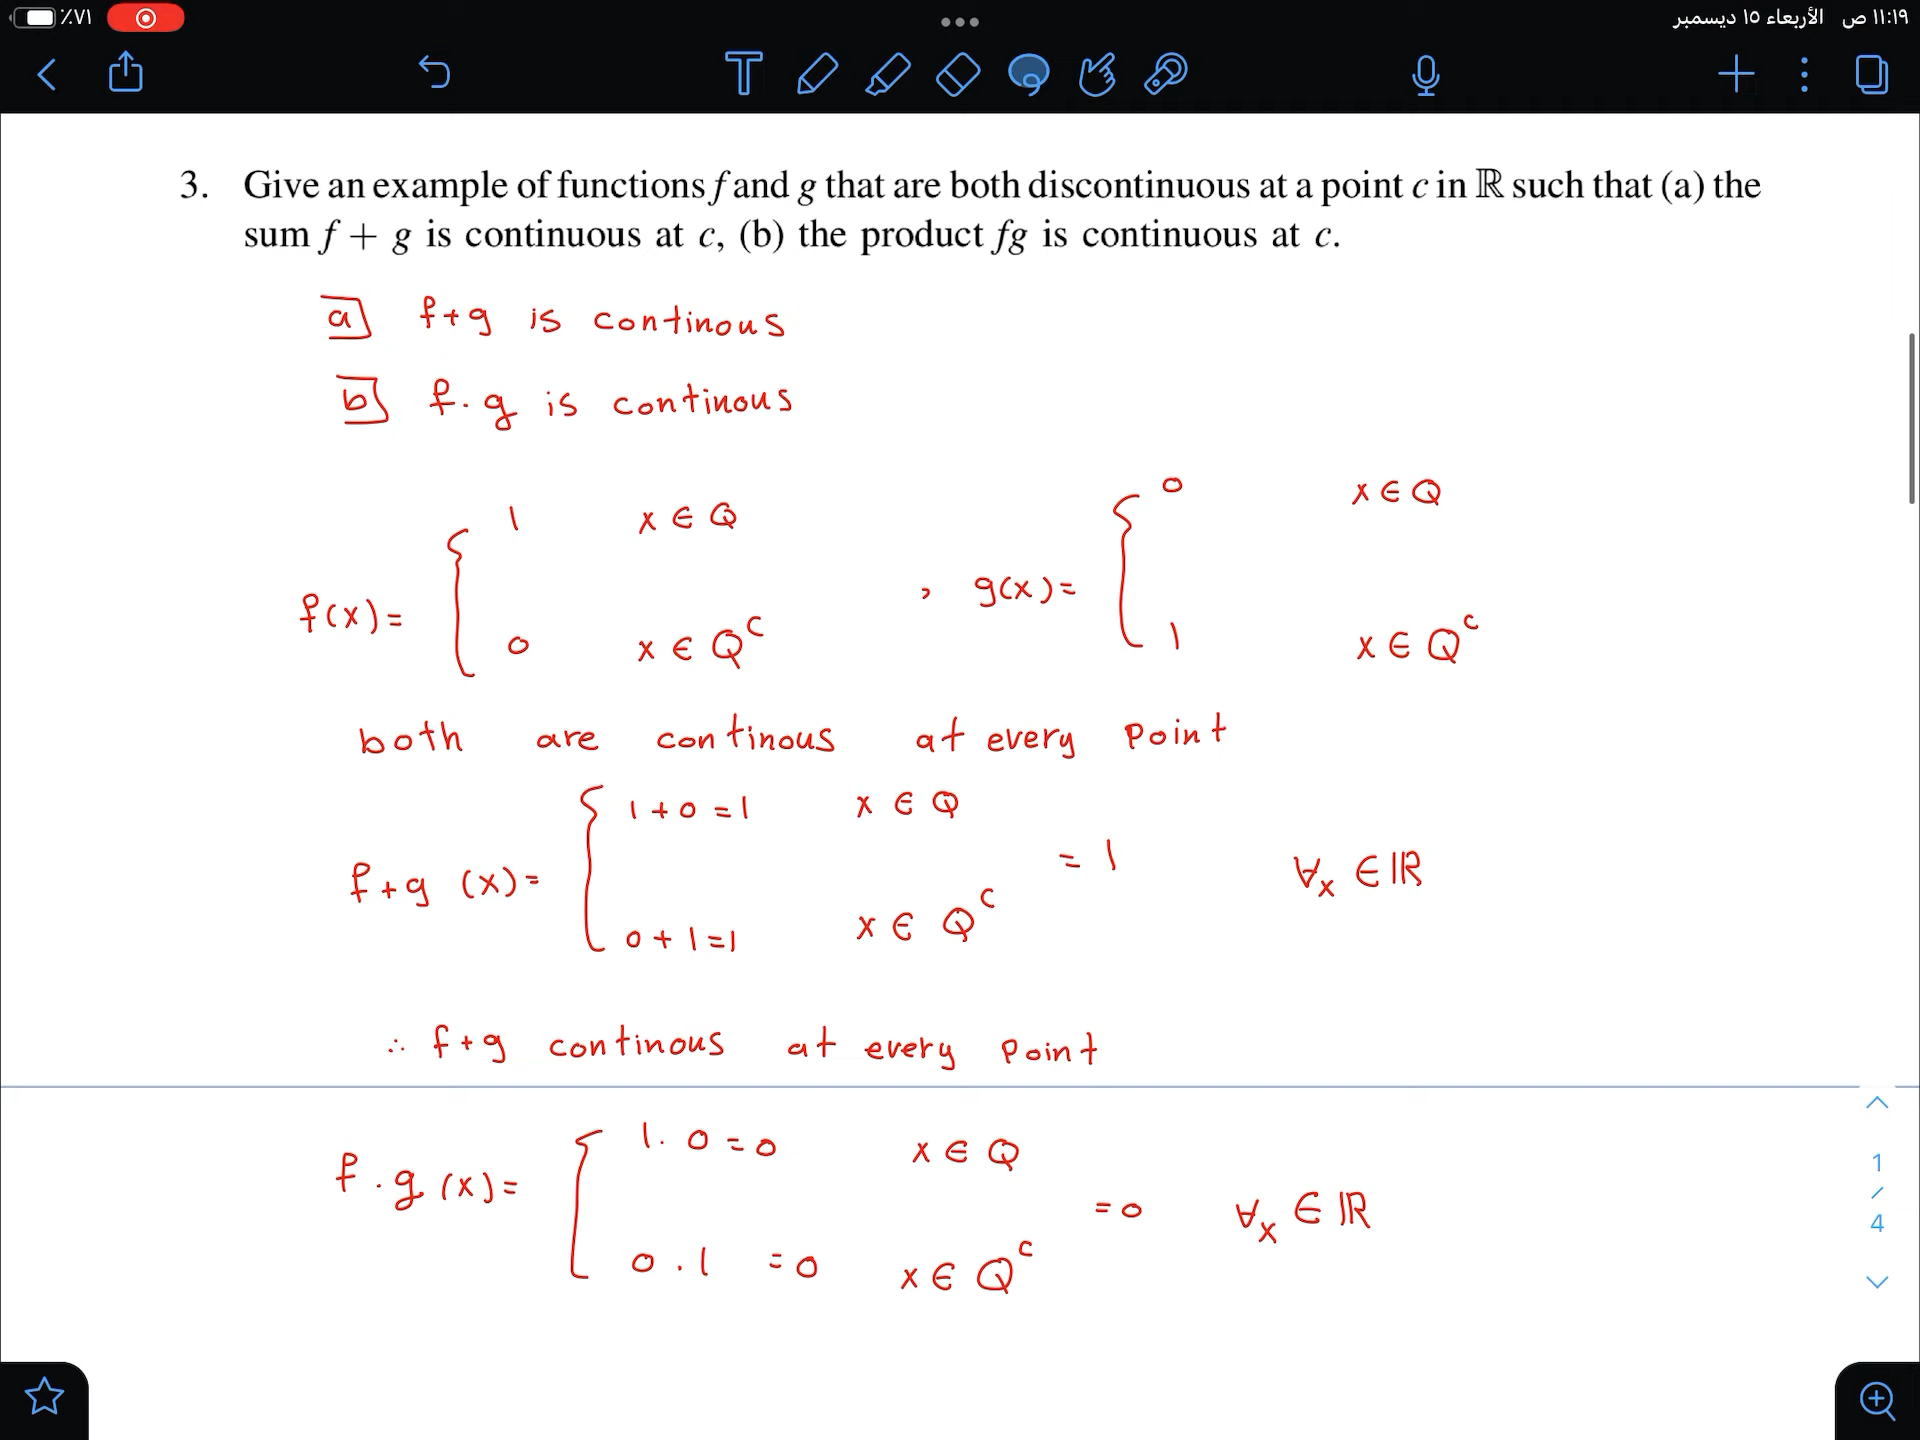 ٪٧١
١١:١٩ ص الأربعاء ١٥ ديسمبر
3. Give an example of functions f and g that are both discontinuous at a point c in ℝ such that (a) the
sum f + g is continuous at c, (b) the product fg is continuous at c.
a f+g is continous
b f.g is continous
f(x)= { 1 x ∈ Q
0 x ∈ Q^c
, g(x)= { 0 x ∈ Q
1 x ∈ Q^c
both are continous at every point
f+g (x)= { 1+0=1 x ∈ Q
0+1=1 x ∈ Q^c
= 1 ∀x ∈ ℝ
∴ f+g continous at every point
f.g (x)= { 1.0=0 x ∈ Q
0.1 =0 x ∈ Q^c
=0 ∀x ∈ ℝ
1
/
4